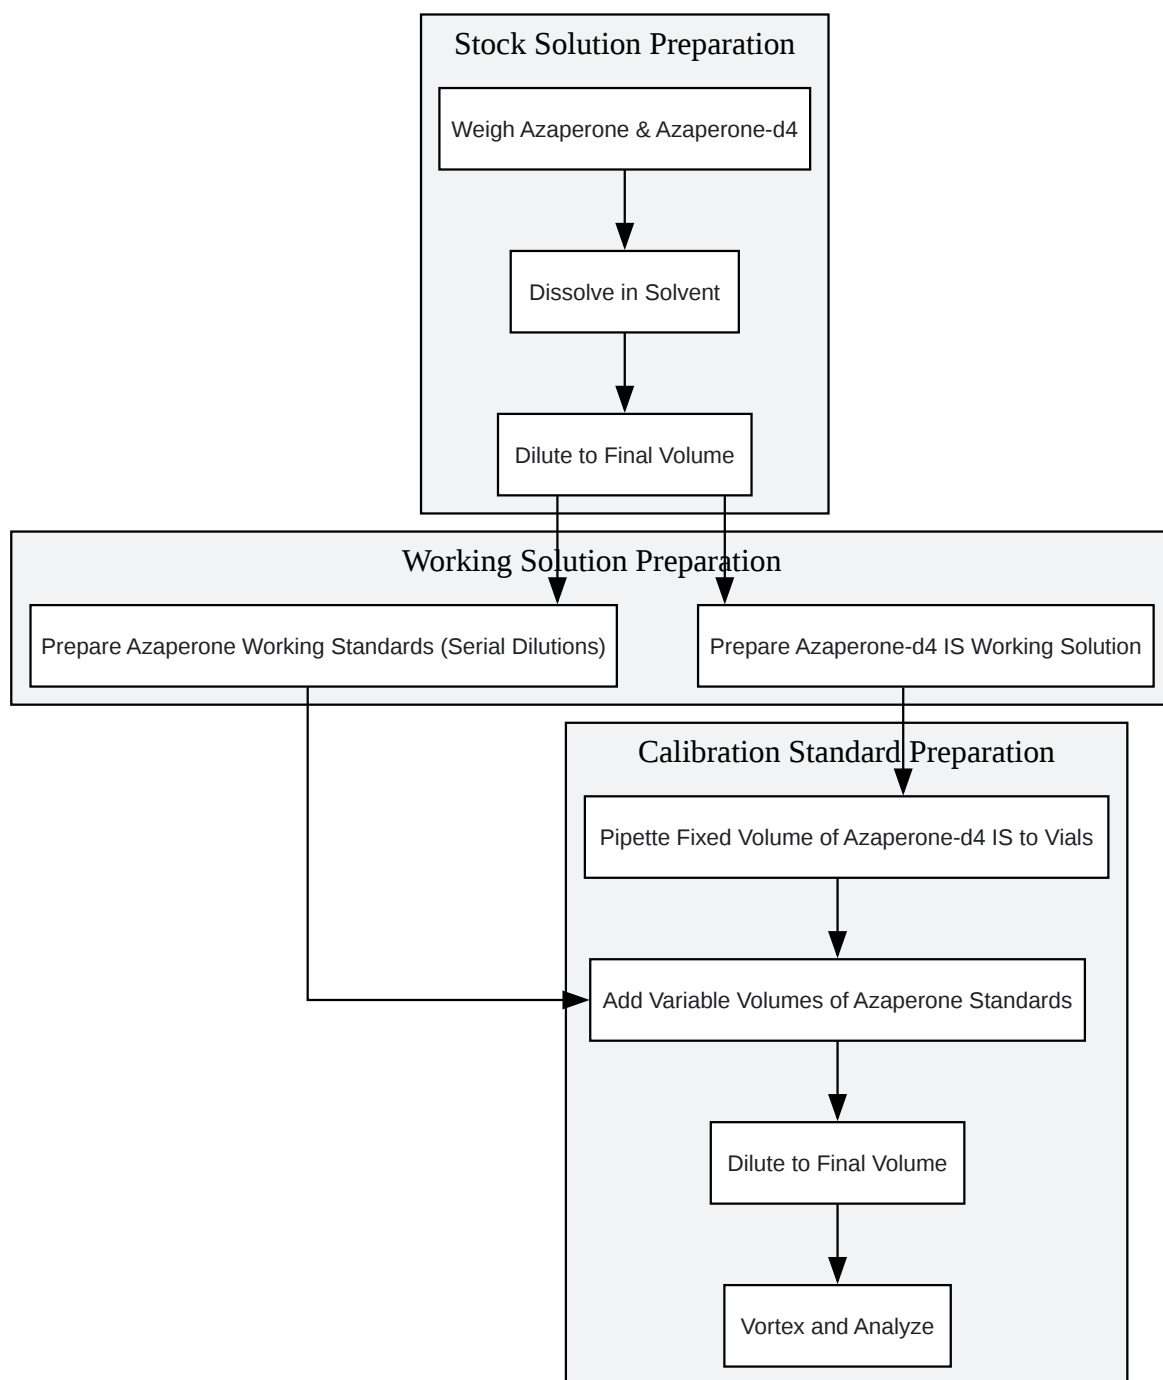 Stock Solution Preparation
Weigh Azaperone & Azaperone-d4
Dissolve in Solvent
Dilute to Final Volume
Working Solution Preparation
Prepare Azaperone Working Standards (Serial Dilutions)
Prepare Azaperone-d4 IS Working Solution
Calibration Standard Preparation
Pipette Fixed Volume of Azaperone-d4 IS to Vials
Add Variable Volumes of Azaperone Standards
Dilute to Final Volume
Vortex and Analyze